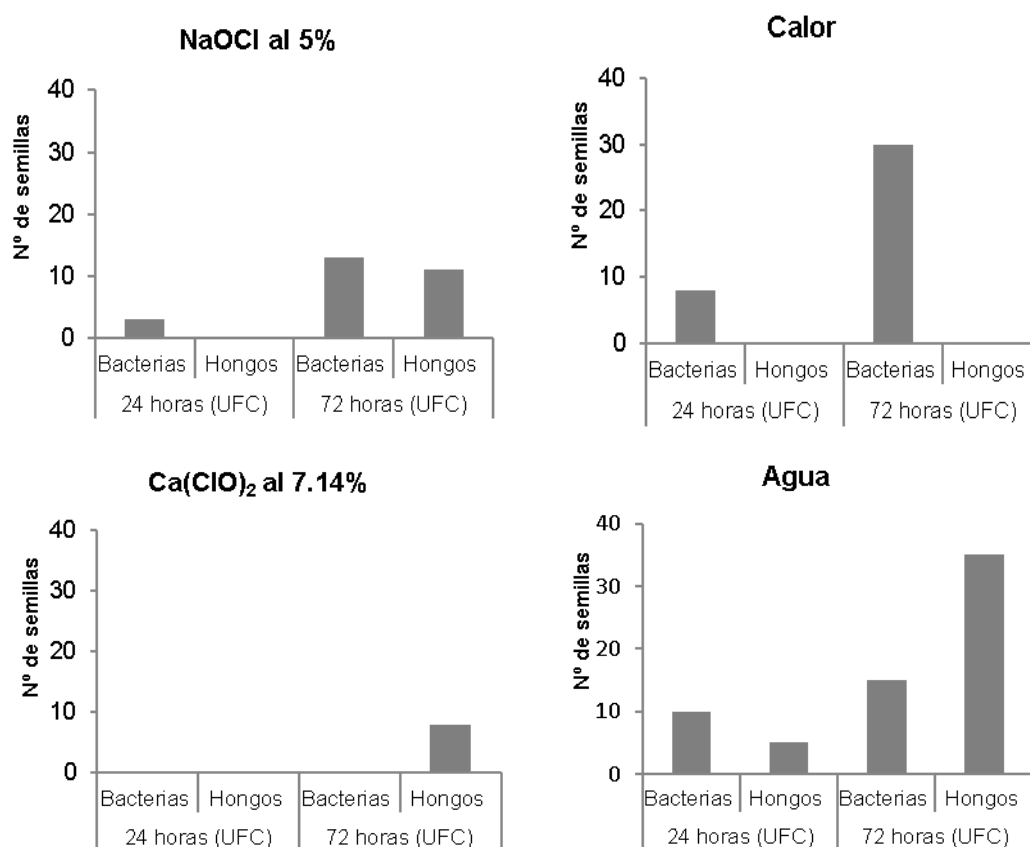 NaOCl al 5%
Nº de semillas
40
30
20
10
0
Bacterias Hongos Bacterias Hongos
24 horas (UFC) 72 horas (UFC)
Calor
Nº de semillas
40
30
20
10
0
Bacterias Hongos Bacterias Hongos
24 horas (UFC) 72 horas (UFC)
Ca(ClO)₂ al 7.14%
Nº de semillas
40
30
20
10
0
Bacterias Hongos Bacterias Hongos
24 horas (UFC) 72 horas (UFC)
Agua
Nº de semillas
40
30
20
10
0
Bacterias Hongos Bacterias Hongos
24 horas (UFC) 72 horas (UFC)